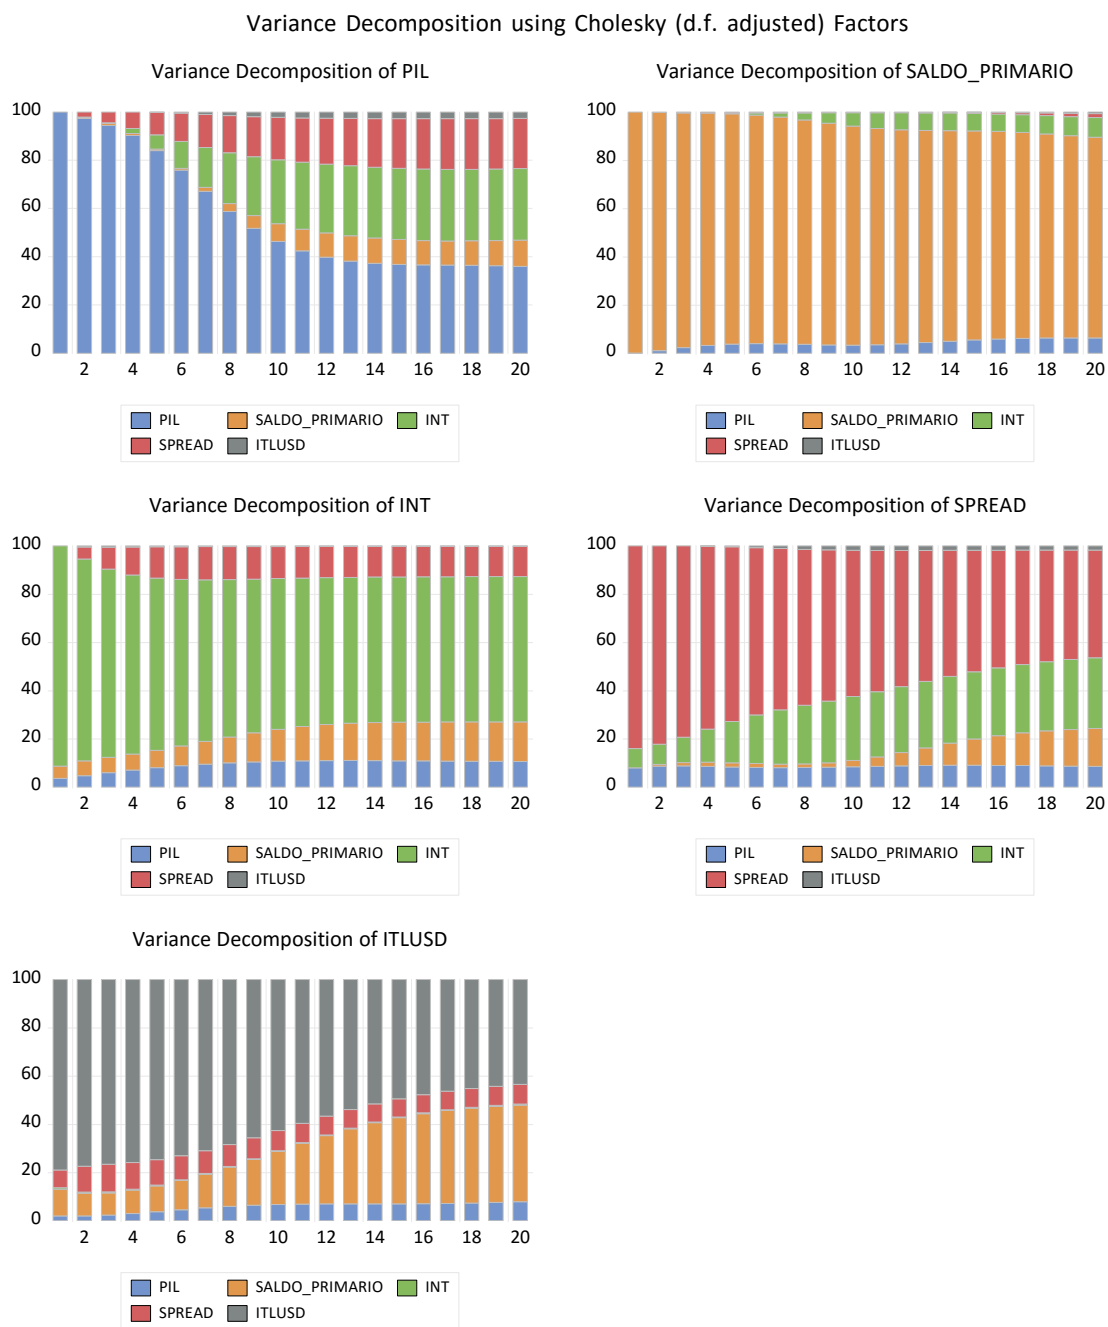 Variance Decomposition using Cholesky (d.f. adjusted) Factors
Variance Decomposition of PIL
100
80
60
40
20
0
2 4 6 8 10 12 14 16 18 20
PIL SALDO_PRIMARIO INT
SPREAD ITLUSD
Variance Decomposition of SALDO_PRIMARIO
100
80
60
40
20
0
2 4 6 8 10 12 14 16 18 20
PIL SALDO_PRIMARIO INT
SPREAD ITLUSD
Variance Decomposition of INT
100
80
60
40
20
0
2 4 6 8 10 12 14 16 18 20
PIL SALDO_PRIMARIO INT
SPREAD ITLUSD
Variance Decomposition of SPREAD
100
80
60
40
20
0
2 4 6 8 10 12 14 16 18 20
PIL SALDO_PRIMARIO INT
SPREAD ITLUSD
Variance Decomposition of ITLUSD
100
80
60
40
20
0
2 4 6 8 10 12 14 16 18 20
PIL SALDO_PRIMARIO INT
SPREAD ITLUSD